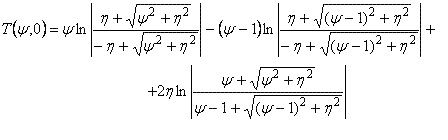 T(ψ,0) = ψ ln |(η + √(ψ² + η²)) / (−η + √(ψ² + η²))| − (ψ − 1) ln |(η + √((ψ − 1)² + η²)) / (−η + √((ψ − 1)² + η²))| +
+ 2η ln |(ψ + √(ψ² + η²)) / (ψ − 1 + √((ψ − 1)² + η²))|